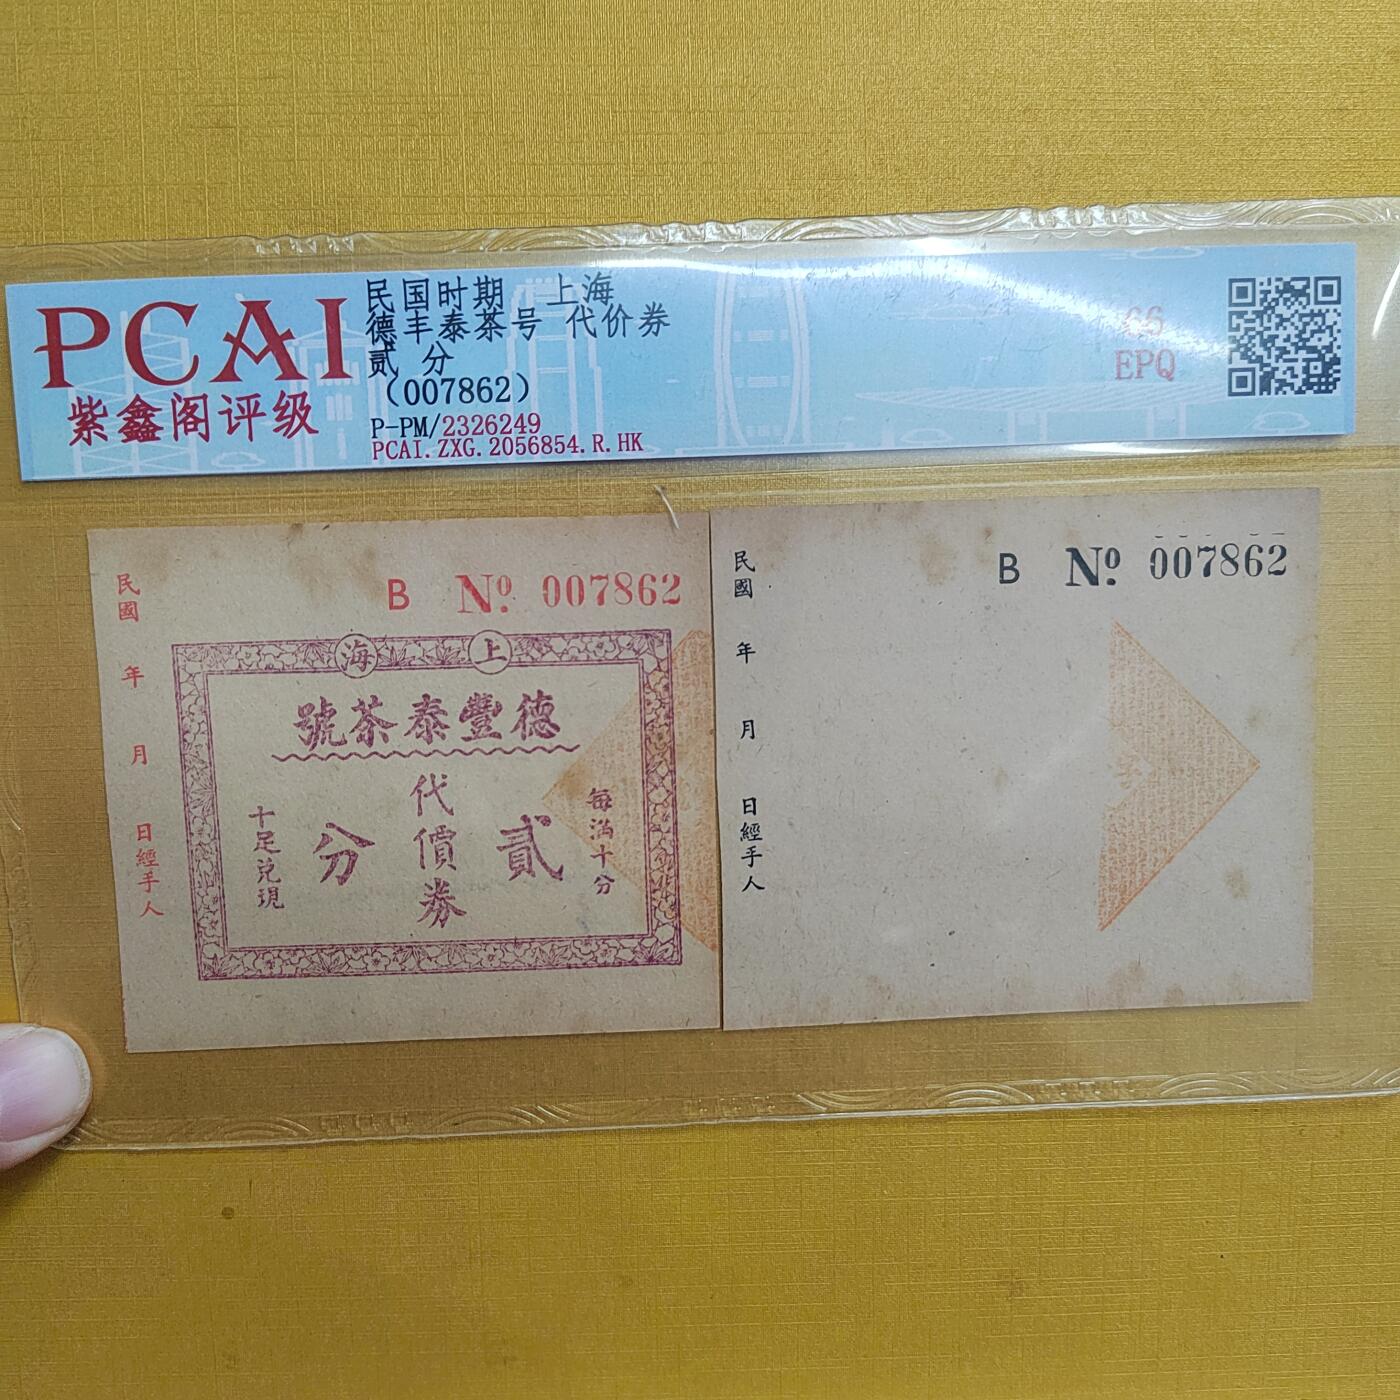 PCAI
紫鑫阁评级
民国时期 上海
德丰泰茶号 代价券
贰 分
（007862）
P-PM/2326249
PCAI.ZXG.2056854.R.HK
66
EPQ
B Nº. 007862
民國 年 月 日經手人
上海
德豐泰茶號
代價券
貳分
每滿十分
十足兑現
B Nº. 007862
民國 年 月 日經手人